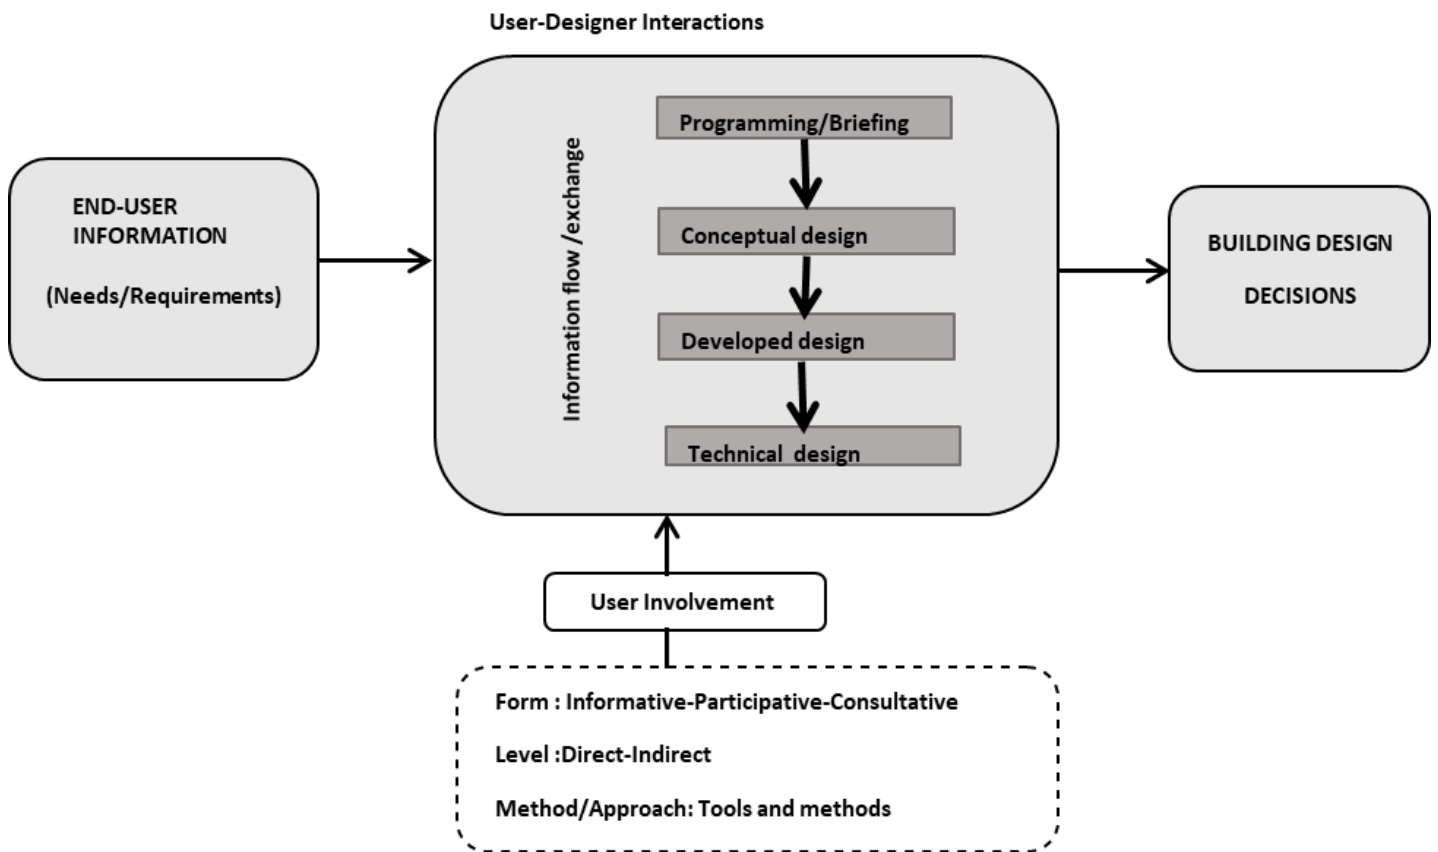 User-Designer Interactions
END-USER
INFORMATION
(Needs/Requirements)
Information flow /exchange
Programming/Briefing
Conceptual design
Developed design
Technical design
BUILDING DESIGN
DECISIONS
User Involvement
Form : Informative-Participative-Consultative
Level :Direct-Indirect
Method/Approach: Tools and methods